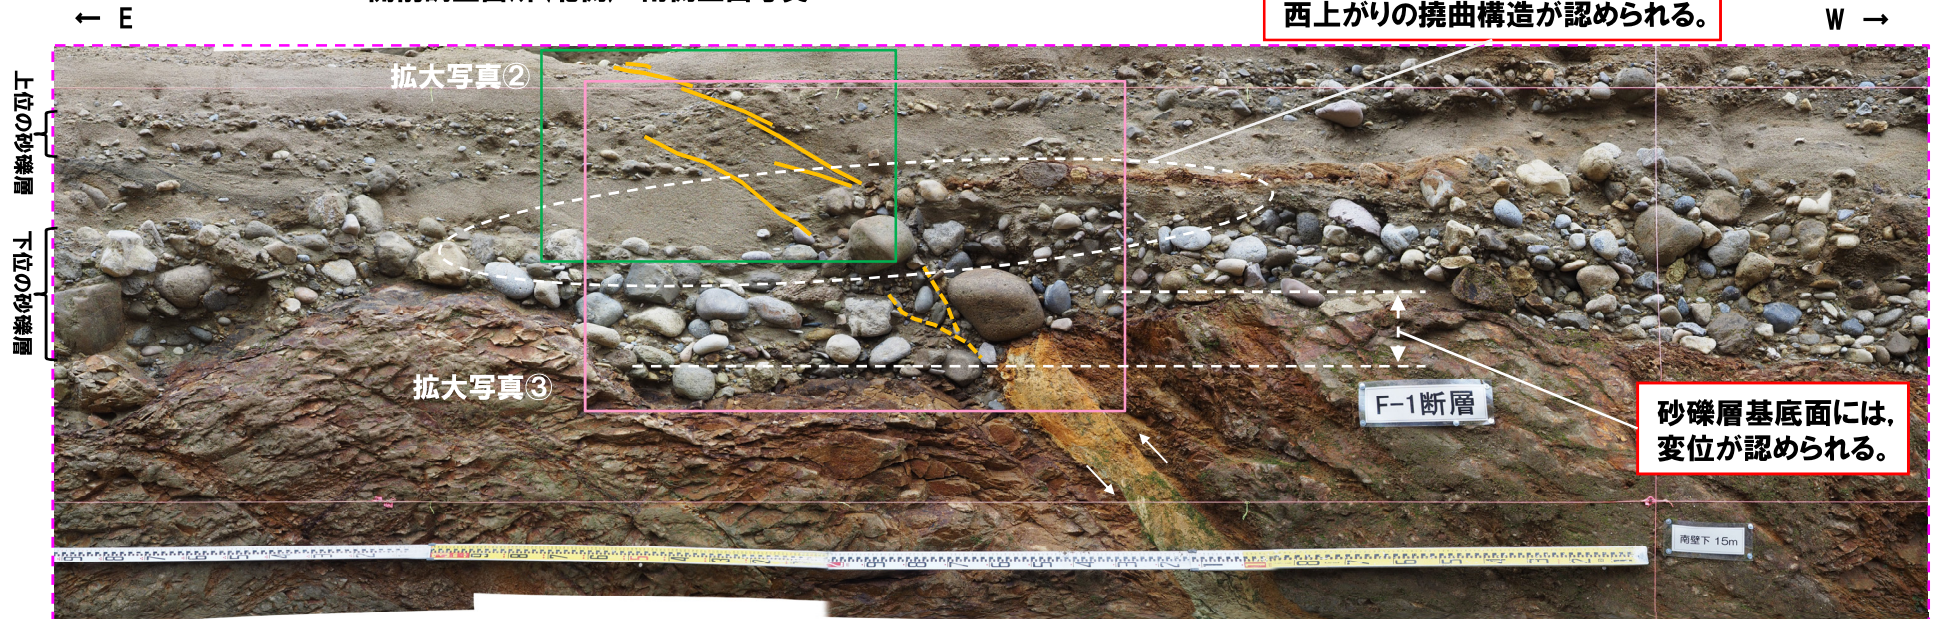 ← E
西上がりの撓曲構造が認められる。
W →
拡大写真②
上位の砂礫層
下位の砂礫層
拡大写真③
F-1断層
砂礫層基底面には,
変位が認められる。
南壁下 15m